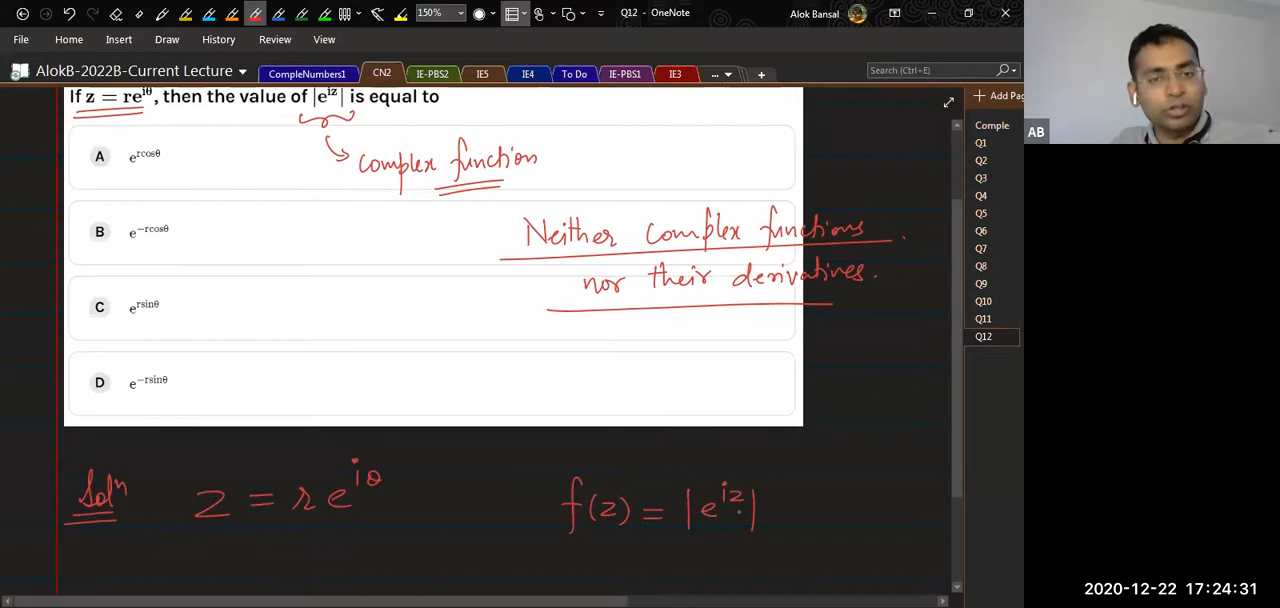 150%
Q12 - OneNote
Alok Bansal
File Home Insert Draw History Review View
AlokB-2022B-Current Lecture
CompleNumbers1 CN2 IE-PBS2 IE5 IE4 To Do IE-PBS1 IE3 ... +
Search (Ctrl+E)
If z = re^{iθ}, then the value of |e^{iz}| is equal to
A e^{rcosθ}
complex function
B e^{-rcosθ}
Neither complex functions
nor their derivatives.
C e^{rsinθ}
D e^{-rsinθ}
Solⁿ z = re^{iθ} f(z) = |e^{iz}|
+ Add Pag
Comple
Q1
Q2
Q3
Q4
Q5
Q6
Q7
Q8
Q9
Q10
Q11
Q12
AB
2020-12-22 17:24:31